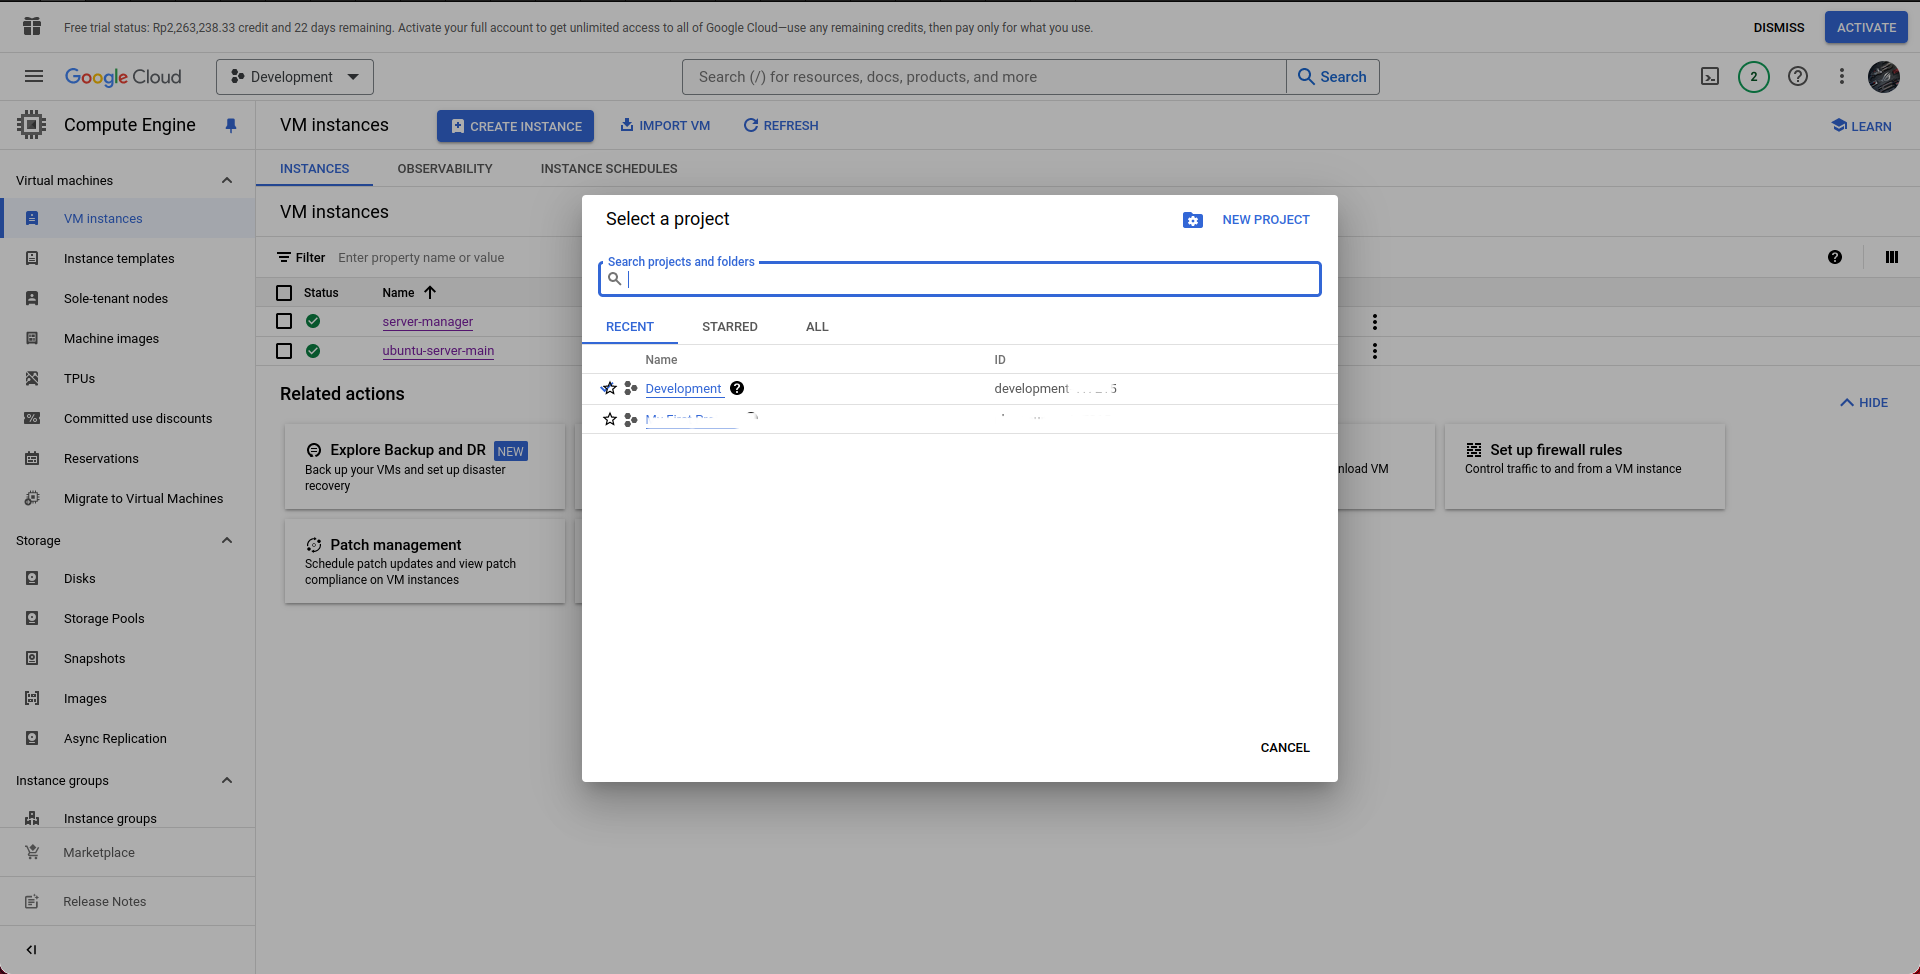 Free trial status: Rp2,263,238.33 credit and 22 days remaining. Activate your full account to get unlimited access to all of Google Cloud—use any remaining credits, then pay only for what you use.
DISMISS
ACTIVATE
Google Cloud
Development
Search (/) for resources, docs, products, and more
Search
2
Compute Engine
VM instances
CREATE INSTANCE
IMPORT VM
REFRESH
LEARN
Virtual machines
VM instances
Instance templates
Sole-tenant nodes
Machine images
TPUs
Committed use discounts
Reservations
Migrate to Virtual Machines
Storage
Disks
Storage Pools
Snapshots
Images
Async Replication
Instance groups
Instance groups
Marketplace
Release Notes
INSTANCES
OBSERVABILITY
INSTANCE SCHEDULES
VM instances
Filter
Enter property name or value
Status
Name
server-manager
ubuntu-server-main
Related actions
HIDE
Explore Backup and DR
NEW
Back up your VMs and set up disaster
recovery
nload VM
Set up firewall rules
Control traffic to and from a VM instance
Patch management
Schedule patch updates and view patch
compliance on VM instances
Select a project
NEW PROJECT
Search projects and folders
RECENT
STARRED
ALL
Name
ID
Development
development
5
My First
CANCEL